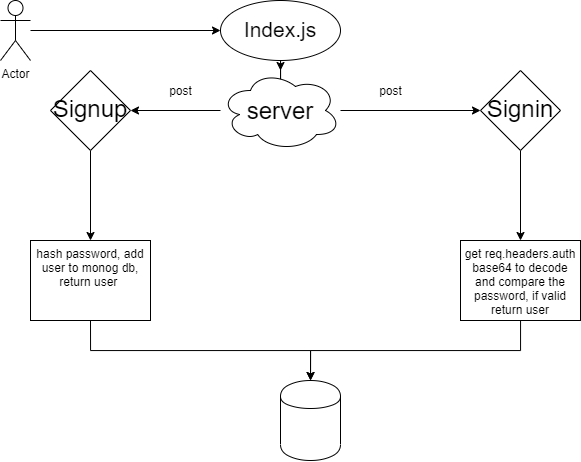 Index.js
Actor
post
post
Signup
server
Signin
hash password, add
user to monog db,
return user
get req.headers.auth
base64 to decode
and compare the
password, if valid
return user